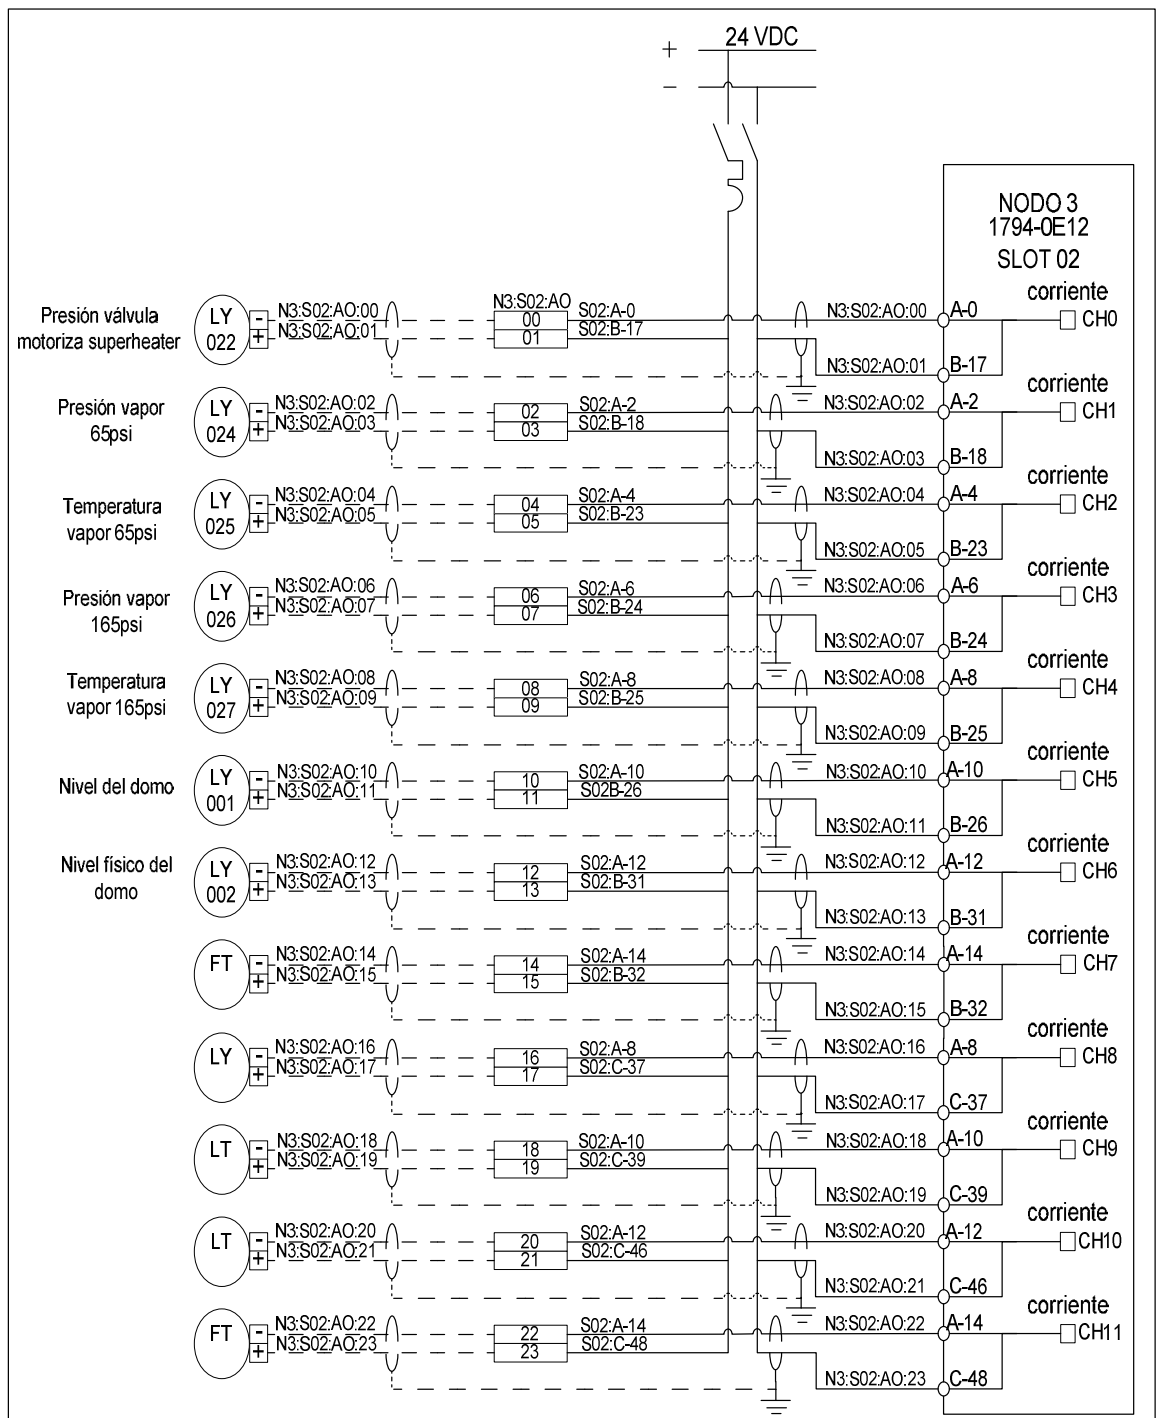 24 VDC
+
-
NODO 3
1794-0E12
SLOT 02
Presión válvula
motoriza superheater
LY
022
-
+
N3:S02:AO:00
N3:S02:AO:01
N3:S02:AO
00
01
S02:A-0
S02:B-17
N3:S02:AO:00
N3:S02:AO:01
A-0
B-17
corriente
CH0
Presión vapor
65psi
LY
024
-
+
N3:S02:AO:02
N3:S02:AO:03
02
03
S02:A-2
S02:B-18
N3:S02:AO:02
N3:S02:AO:03
A-2
B-18
corriente
CH1
Temperatura
vapor 65psi
LY
025
-
+
N3:S02:AO:04
N3:S02:AO:05
04
05
S02:A-4
S02:B-23
N3:S02:AO:04
N3:S02:AO:05
A-4
B-23
corriente
CH2
Presión vapor
165psi
LY
026
-
+
N3:S02:AO:06
N3:S02:AO:07
06
07
S02:A-6
S02:B-24
N3:S02:AO:06
N3:S02:AO:07
A-6
B-24
corriente
CH3
Temperatura
vapor 165psi
LY
027
-
+
N3:S02:AO:08
N3:S02:AO:09
08
09
S02:A-8
S02:B-25
N3:S02:AO:08
N3:S02:AO:09
A-8
B-25
corriente
CH4
Nivel del domo
LY
001
-
+
N3:S02:AO:10
N3:S02:AO:11
10
11
S02:A-10
S02B-26
N3:S02:AO:10
N3:S02:AO:11
A-10
B-26
corriente
CH5
Nivel físico del
domo
LY
002
-
+
N3:S02:AO:12
N3:S02:AO:13
12
13
S02:A-12
S02:B-31
N3:S02:AO:12
N3:S02:AO:13
A-12
B-31
corriente
CH6
FT
-
+
N3:S02:AO:14
N3:S02:AO:15
14
15
S02:A-14
S02:B-32
N3:S02:AO:14
N3:S02:AO:15
A-14
B-32
corriente
CH7
LY
-
+
N3:S02:AO:16
N3:S02:AO:17
16
17
S02:A-8
S02:C-37
N3:S02:AO:16
N3:S02:AO:17
A-8
C-37
corriente
CH8
LT
-
+
N3:S02:AO:18
N3:S02:AO:19
18
19
S02:A-10
S02:C-39
N3:S02:AO:18
N3:S02:AO:19
A-10
C-39
corriente
CH9
LT
-
+
N3:S02:AO:20
N3:S02:AO:21
20
21
S02:A-12
S02:C-46
N3:S02:AO:20
N3:S02:AO:21
A-12
C-46
corriente
CH10
FT
-
+
N3:S02:AO:22
N3:S02:AO:23
22
23
S02:A-14
S02:C-48
N3:S02:AO:22
N3:S02:AO:23
A-14
C-48
corriente
CH11